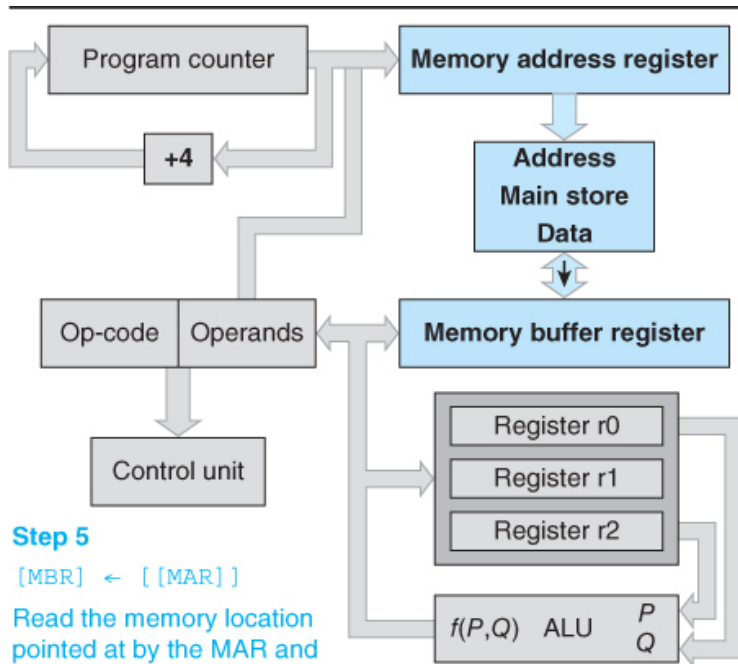 Program counter
Memory address register
+4
Address
Main store
Data
Op-code
Operands
Memory buffer register
Control unit
Register r0
Register r1
Register r2
f(P,Q) ALU
P
Q
Step 5
[MBR] ← [[MAR]]
Read the memory location
pointed at by the MAR and